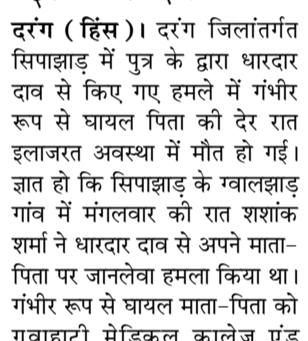 दरंग ( हिंस )। दरंग जिलांतर्गत
सिपाझाड़ में पुत्र के द्वारा धारदार
दाव से किए गए हमले में गंभीर
रूप से घायल पिता की देर रात
इलाजरत अवस्था में मौत हो गई।
ज्ञात हो कि सिपाझाड़ के ग्वालझाड़
गांव में मंगलवार की रात शशांक
शर्मा ने धारदार दाव से अपने माता-
पिता पर जानलेवा हमला किया था।
गंभीर रूप से घायल माता-पिता को
गुवाहाटी मेडिकल कालेज एंड